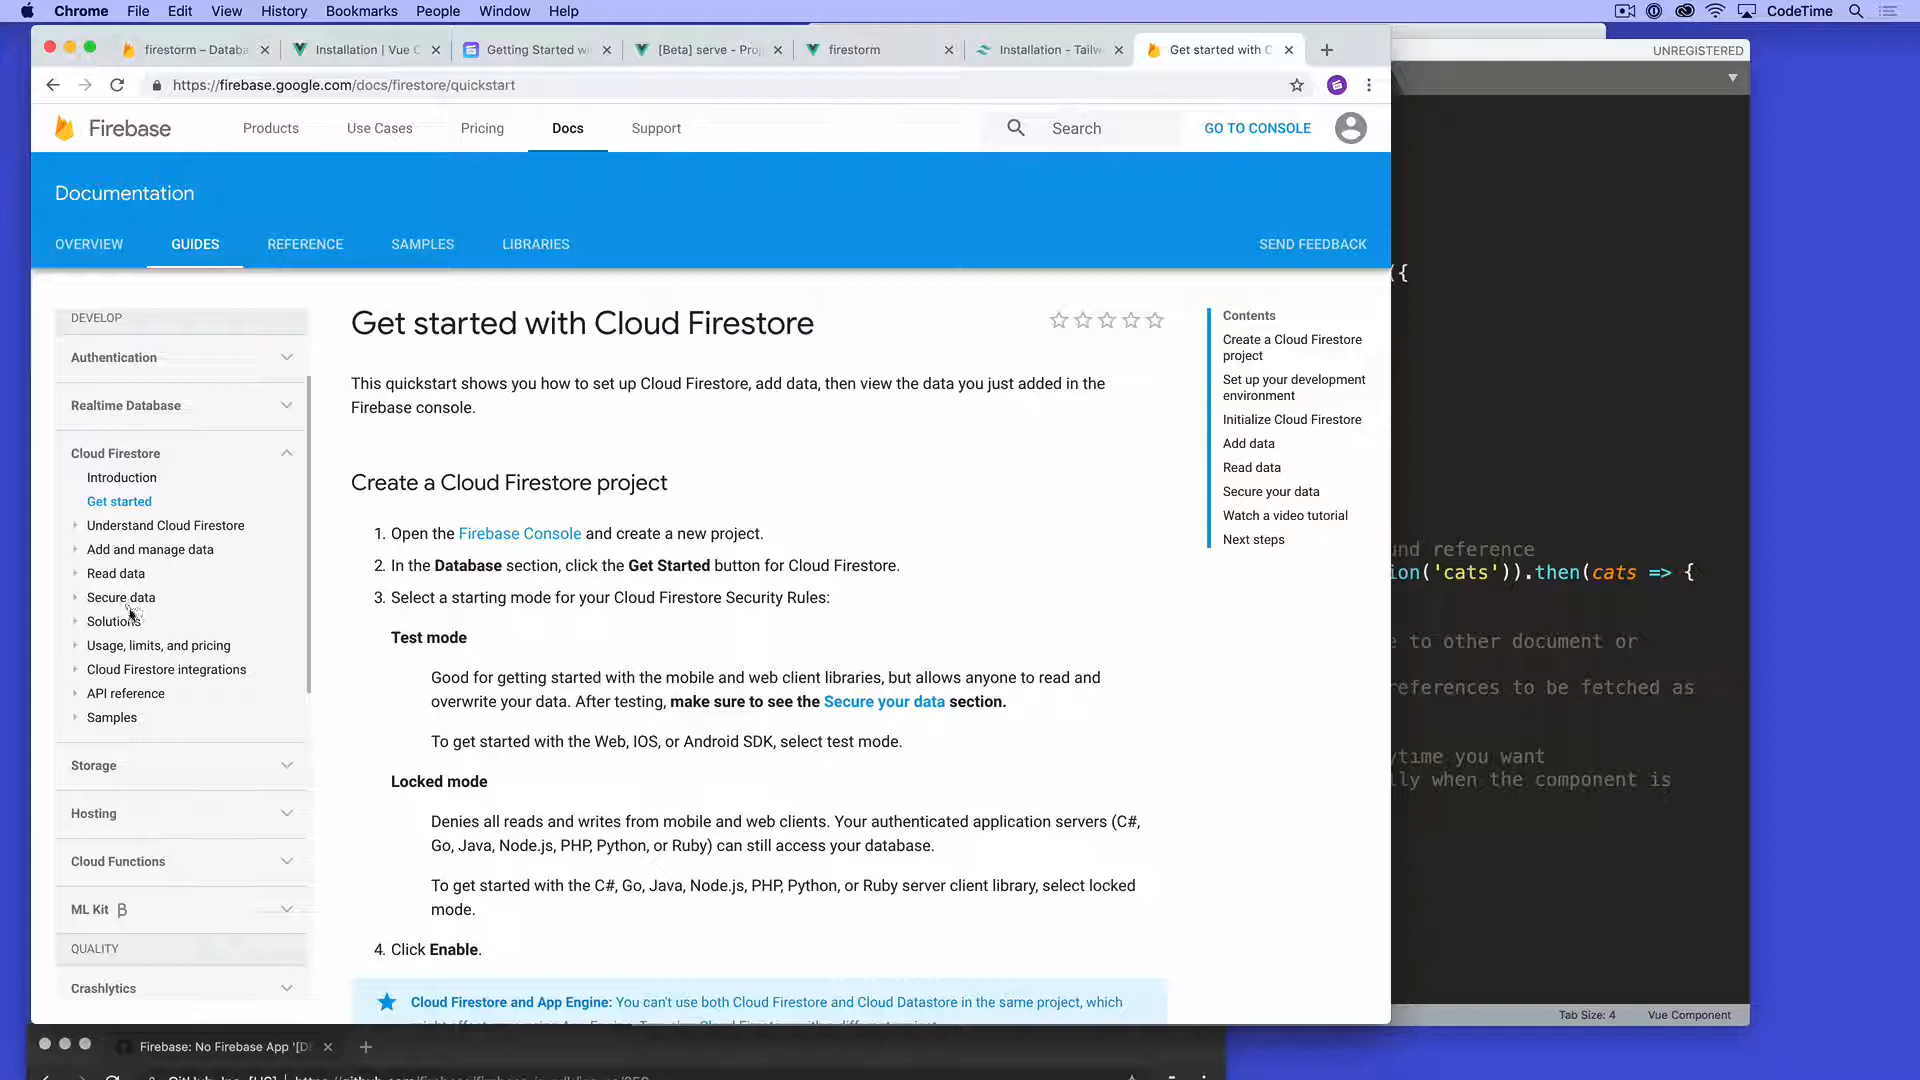 Chrome File Edit View History Bookmarks People Window Help CodeTime
UNREGISTERED
firestorm – Databa Installation | Vue C Getting Started wi [Beta] serve - Proj firestorm Installation - Tailw Get started with C
https://firebase.google.com/docs/firestore/quickstart
Firebase Products Use Cases Pricing Docs Support Search GO TO CONSOLE
Documentation
OVERVIEW GUIDES REFERENCE SAMPLES LIBRARIES SEND FEEDBACK
DEVELOP
Authentication
Realtime Database
Cloud Firestore
Introduction
Get started
Understand Cloud Firestore
Add and manage data
Read data
Secure data
Solutions
Usage, limits, and pricing
Cloud Firestore integrations
API reference
Samples
Storage
Hosting
Cloud Functions
ML Kit β
QUALITY
Crashlytics
Get started with Cloud Firestore
This quickstart shows you how to set up Cloud Firestore, add data, then view the data you just added in the
Firebase console.
Create a Cloud Firestore project
1. Open the Firebase Console and create a new project.
2. In the Database section, click the Get Started button for Cloud Firestore.
3. Select a starting mode for your Cloud Firestore Security Rules:
Test mode
Good for getting started with the mobile and web client libraries, but allows anyone to read and
overwrite your data. After testing, make sure to see the Secure your data section.
To get started with the Web, IOS, or Android SDK, select test mode.
Locked mode
Denies all reads and writes from mobile and web clients. Your authenticated application servers (C#,
Go, Java, Node.js, PHP, Python, or Ruby) can still access your database.
To get started with the C#, Go, Java, Node.js, PHP, Python, or Ruby server client library, select locked
mode.
4. Click Enable.
Cloud Firestore and App Engine: You can't use both Cloud Firestore and Cloud Datastore in the same project, which
Contents
Create a Cloud Firestore
project
Set up your development
environment
Initialize Cloud Firestore
Add data
Read data
Secure your data
Watch a video tutorial
Next steps
({
und reference
ion('cats')).then(cats => {
e to other document or
references to be fetched as
ytime you want
lly when the component is
Tab Size: 4 Vue Component
Firebase: No Firebase App '[D